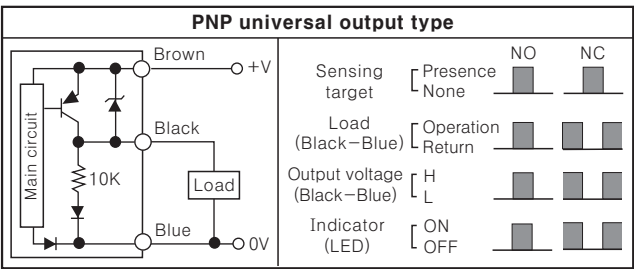 PNP universal output type
Brown
+V
Main circuit
Black
10K
Load
Blue
0V
NO NC
Sensing target Presence None
Load (Black−Blue) Operation Return
Output voltage (Black−Blue) H L
Indicator (LED) ON OFF